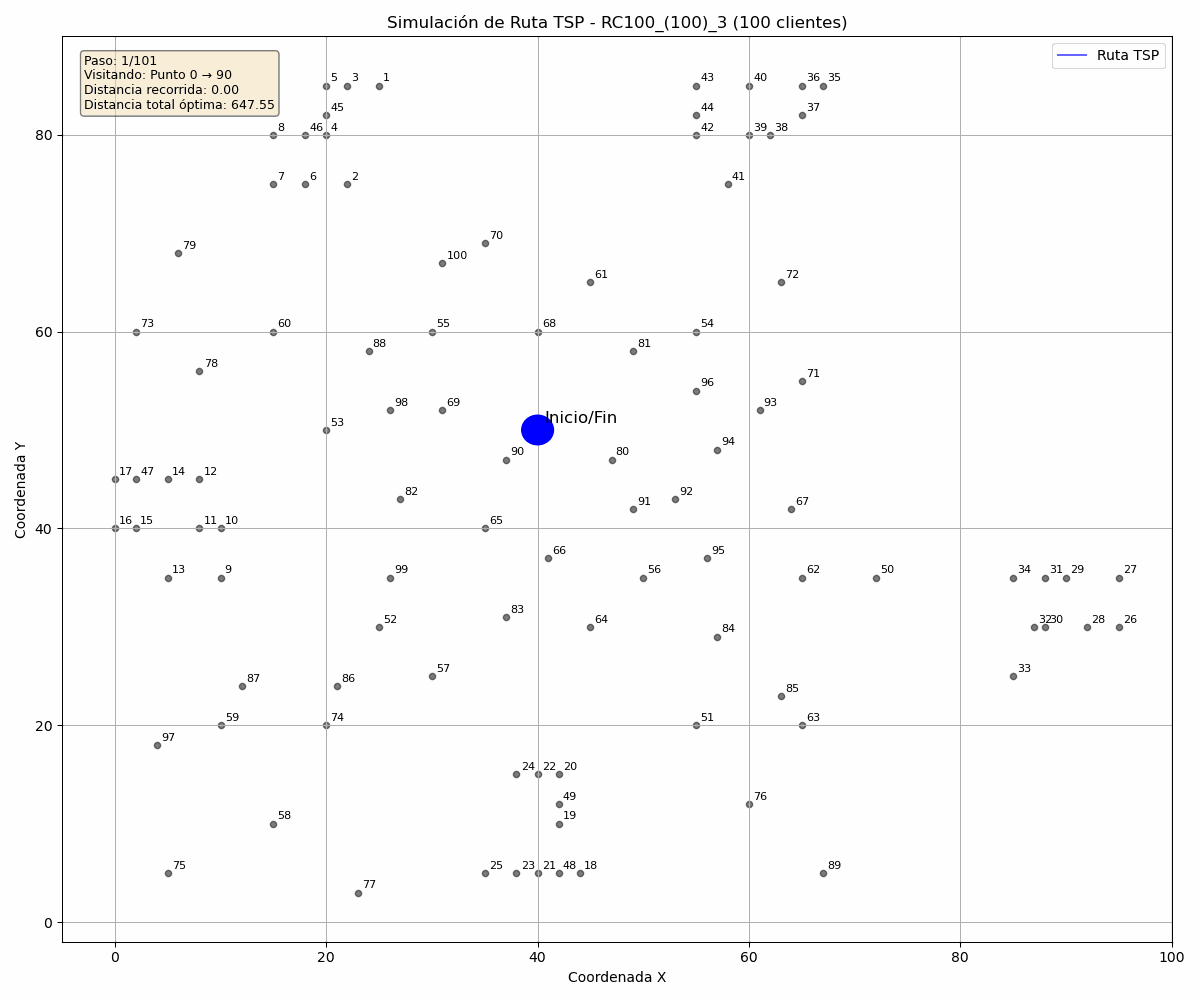 Simulación de Ruta TSP - RC100_(100)_3 (100 clientes)
Paso: 1/101
Visitando: Punto 0 → 90
Distancia recorrida: 0.00
Distancia total óptima: 647.55
Ruta TSP
5 3 1 43 40 36 35
45 44 37
8 46 4 42 39 38
7 6 2 41
79 70
100
61 72
73 60 55 68 54
88 81
78 71
98 69 96 93
Inicio/Fin
53
90 80 94
17 47 14 12
82 91 92 67
16 15 11 10 65
66 95
13 9 99 56 62 50 34 31 29 27
83
52 64 84 32 30 28 26
57 33
87 86 85
59 74 51 63
97
24 22 20
49 76
58 19
75 25 23 21 48 18 89
77
80
60
40
20
0
0 20 40 60 80 100
Coordenada X
Coordenada Y